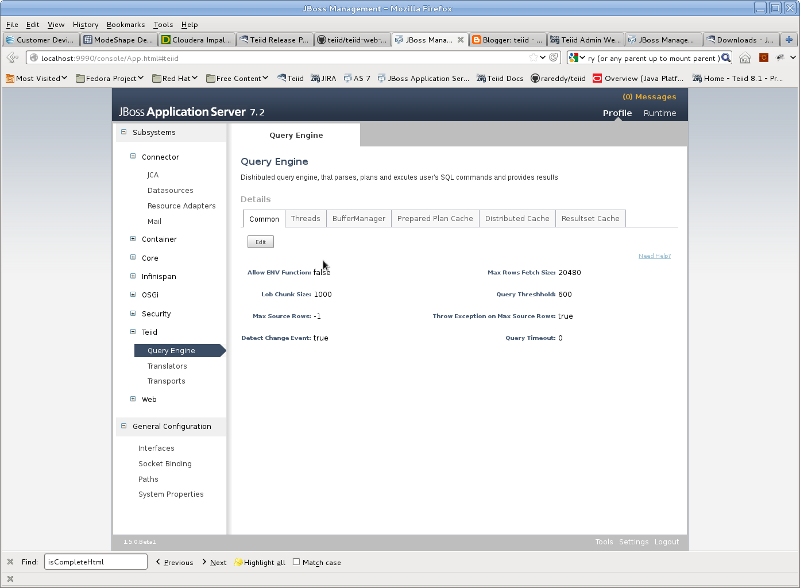 JBoss Management - Mozilla Firefox
File Edit View History Bookmarks Tools Help
Customer Devi... ModeShape De... Cloudera Impal... Teiid Release P... teiid/teiid-web-... JBoss Mana... Blogger: teiid - ... Teiid Admin We... JBoss Manage... Downloads - J...
localhost:9990/console/App.html#teiid ry (or any parent up to mount parent )
Most Visited Fedora Project Red Hat Free Content Teiid JIRA AS 7 JBoss Application Ser... Teiid Docs rareddy/teiid Overview (Java Platf... Home - Teiid 8.1 - Pr...
(0) Messages
JBoss Application Server 7.2
Profile Runtime
Subsystems
Connector
JCA
Datasources
Resource Adapters
Mail
Container
Core
Infinispan
OSGi
Security
Teiid
Query Engine
Translators
Transports
Web
General Configuration
Interfaces
Socket Binding
Paths
System Properties
Query Engine
Query Engine
Distributed query engine, that parses, plans and excutes user's SQL commands and provides results
Details
Common Threads BufferManager Prepared Plan Cache Distributed Cache Resultset Cache
Edit
Need Help?
Allow ENV Function: false Max Rows Fetch Size: 20480
Lob Chunk Size: 1000 Query Threshhold: 600
Max Source Rows: -1 Throw Exception on Max Source Rows: true
Detect Change Event: true Query Timeout: 0
1.5.0.Beta1 Tools Settings Logout
Find: isCompleteHtml Previous Next Highlight all Match case